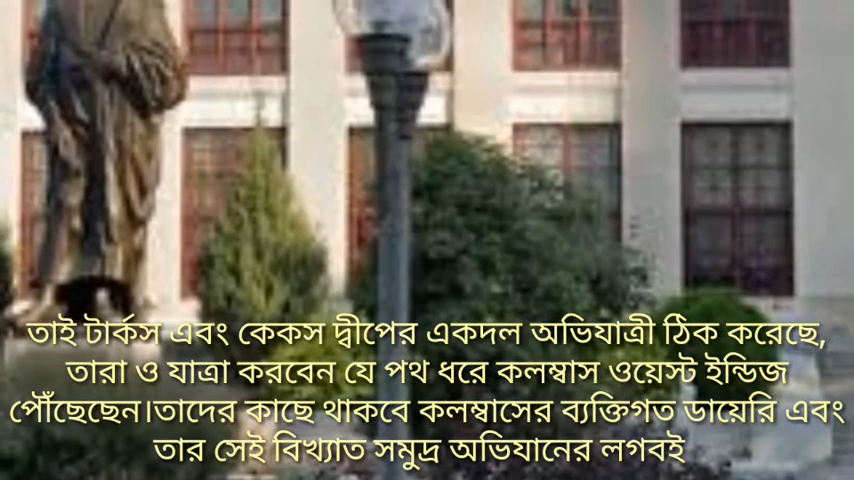 তাই টার্কস এবং কেকস দ্বীপের একদল অভিযাত্রী ঠিক করেছে,
তারা ও যাত্রা করবেন যে পথ ধরে কলম্বাস ওয়েস্ট ইন্ডিজ
পৌঁছেছেন।তাদের কাছে থাকবে কলম্বাসের ব্যক্তিগত ডায়েরি এবং
তার সেই বিখ্যাত সমুদ্র অভিযানের লগবই